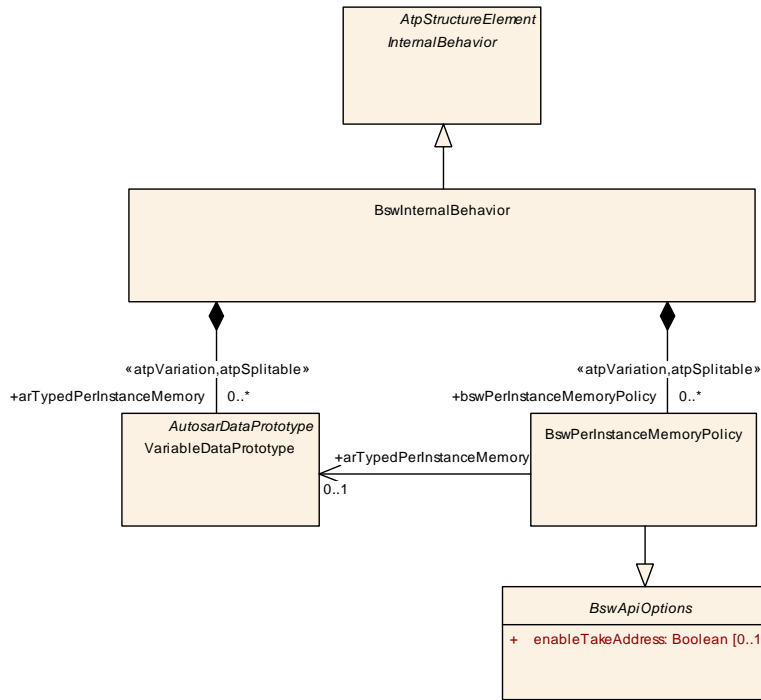 AtpStructureElement
InternalBehavior
BswInternalBehavior
«atpVariation,atpSplitable»
+arTypedPerInstanceMemory 0..*
«atpVariation,atpSplitable»
+bswPerInstanceMemoryPolicy 0..*
AutosarDataPrototype
VariableDataPrototype
BswPerInstanceMemoryPolicy
+arTypedPerInstanceMemory
0..1
BswApiOptions
+ enableTakeAddress: Boolean [0..1